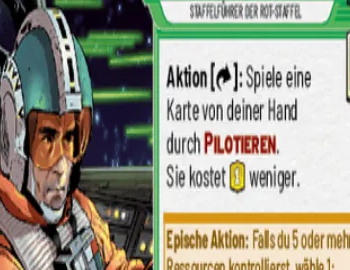 STAFFELFÜHRER DER ROT-STAFFEL
Aktion [↱]: Spiele eine
Karte von deiner Hand
durch PILOTIEREN.
Sie kostet 1 weniger.
Epische Aktion: Falls du 5 oder mehr
Ressourcen kontrollierst, wähle 1: